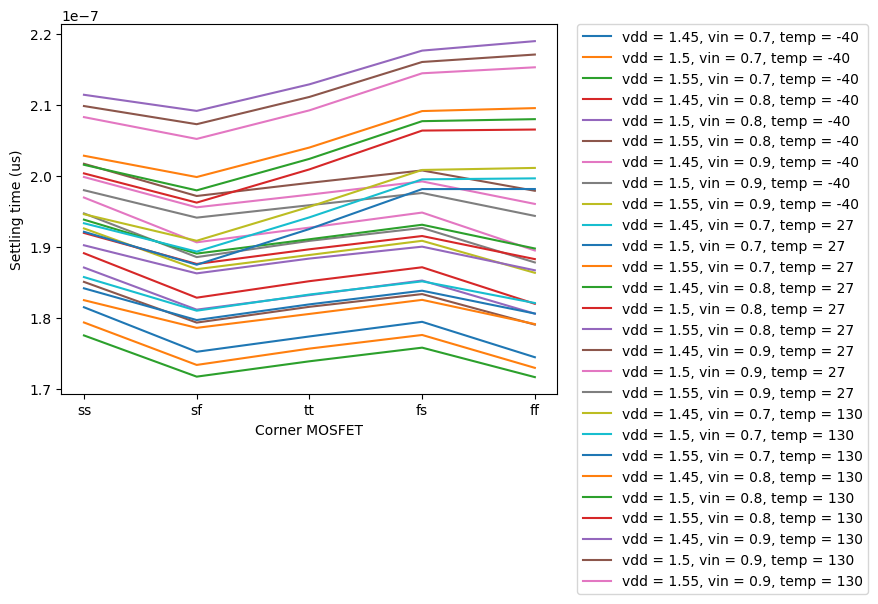 1e−7
2.2
2.1
2.0
1.9
1.8
1.7
Settling time (us)
ss sf tt fs ff
Corner MOSFET
vdd = 1.45, vin = 0.7, temp = -40
vdd = 1.5, vin = 0.7, temp = -40
vdd = 1.55, vin = 0.7, temp = -40
vdd = 1.45, vin = 0.8, temp = -40
vdd = 1.5, vin = 0.8, temp = -40
vdd = 1.55, vin = 0.8, temp = -40
vdd = 1.45, vin = 0.9, temp = -40
vdd = 1.5, vin = 0.9, temp = -40
vdd = 1.55, vin = 0.9, temp = -40
vdd = 1.45, vin = 0.7, temp = 27
vdd = 1.5, vin = 0.7, temp = 27
vdd = 1.55, vin = 0.7, temp = 27
vdd = 1.45, vin = 0.8, temp = 27
vdd = 1.5, vin = 0.8, temp = 27
vdd = 1.55, vin = 0.8, temp = 27
vdd = 1.45, vin = 0.9, temp = 27
vdd = 1.5, vin = 0.9, temp = 27
vdd = 1.55, vin = 0.9, temp = 27
vdd = 1.45, vin = 0.7, temp = 130
vdd = 1.5, vin = 0.7, temp = 130
vdd = 1.55, vin = 0.7, temp = 130
vdd = 1.45, vin = 0.8, temp = 130
vdd = 1.5, vin = 0.8, temp = 130
vdd = 1.55, vin = 0.8, temp = 130
vdd = 1.45, vin = 0.9, temp = 130
vdd = 1.5, vin = 0.9, temp = 130
vdd = 1.55, vin = 0.9, temp = 130